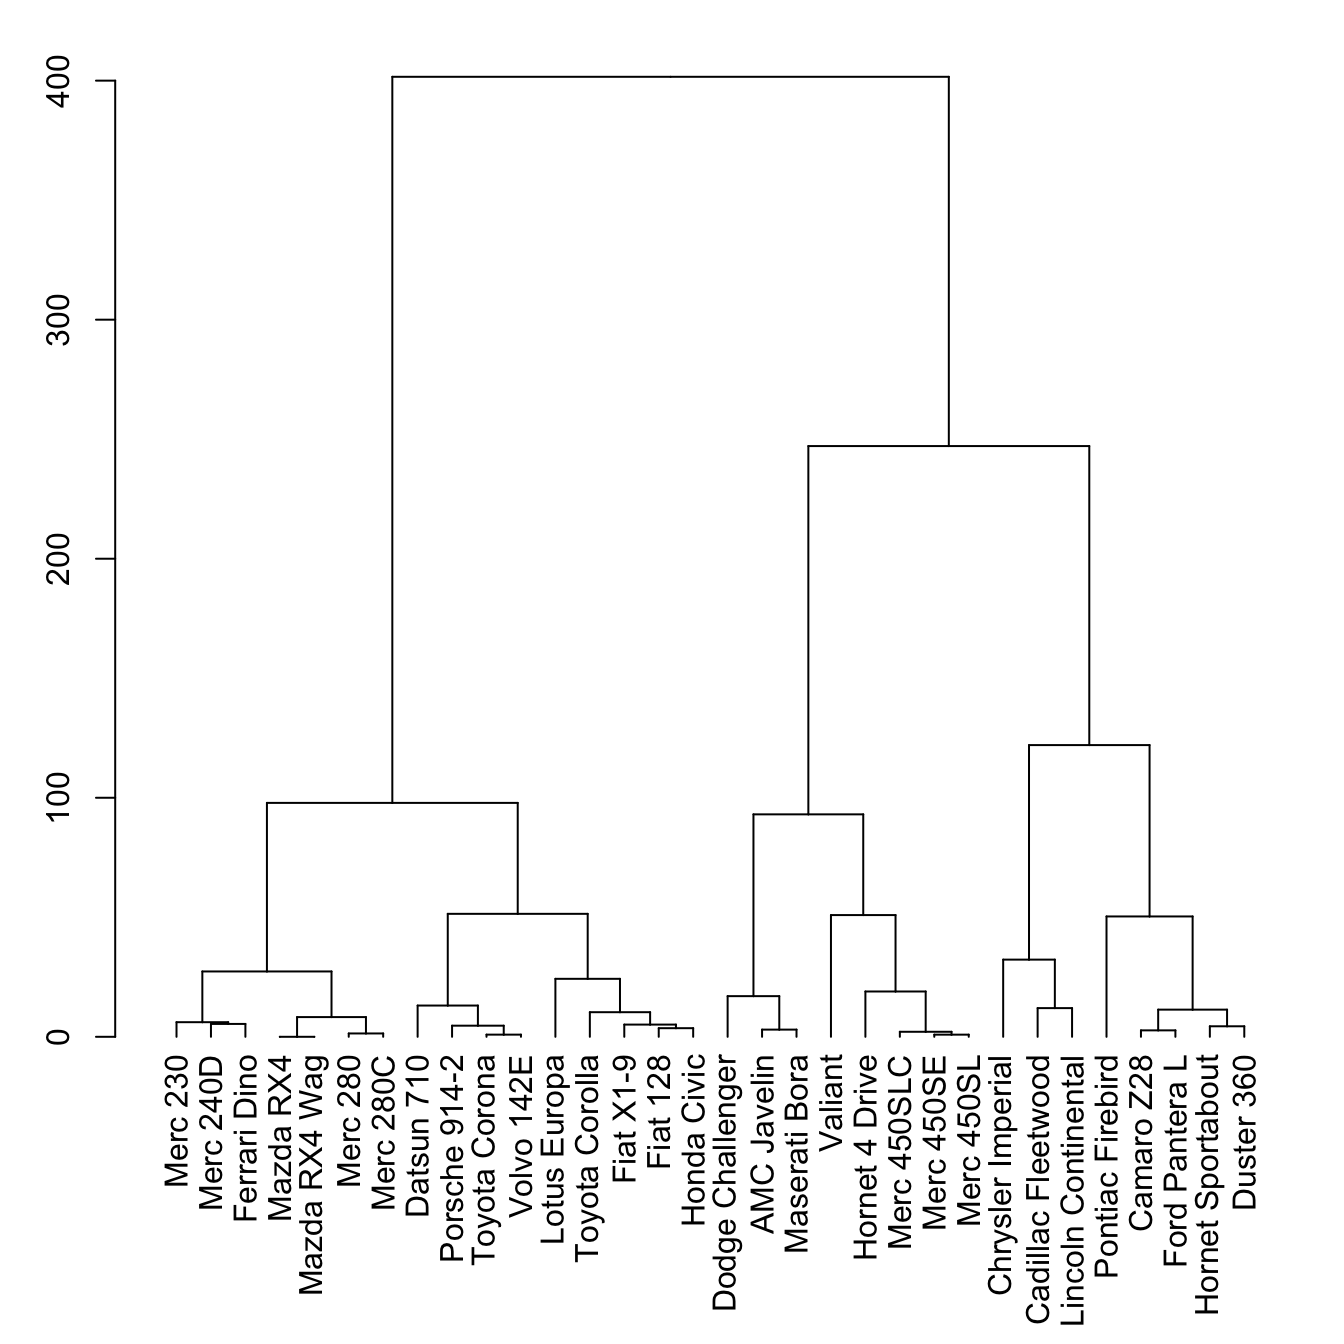 400
300
200
100
0
Merc 230
Merc 240D
Ferrari Dino
Mazda RX4
Mazda RX4 Wag
Merc 280
Merc 280C
Datsun 710
Porsche 914-2
Toyota Corona
Volvo 142E
Lotus Europa
Toyota Corolla
Fiat X1-9
Fiat 128
Honda Civic
Dodge Challenger
AMC Javelin
Maserati Bora
Valiant
Hornet 4 Drive
Merc 450SLC
Merc 450SE
Merc 450SL
Chrysler Imperial
Cadillac Fleetwood
Lincoln Continental
Pontiac Firebird
Camaro Z28
Ford Pantera L
Hornet Sportabout
Duster 360